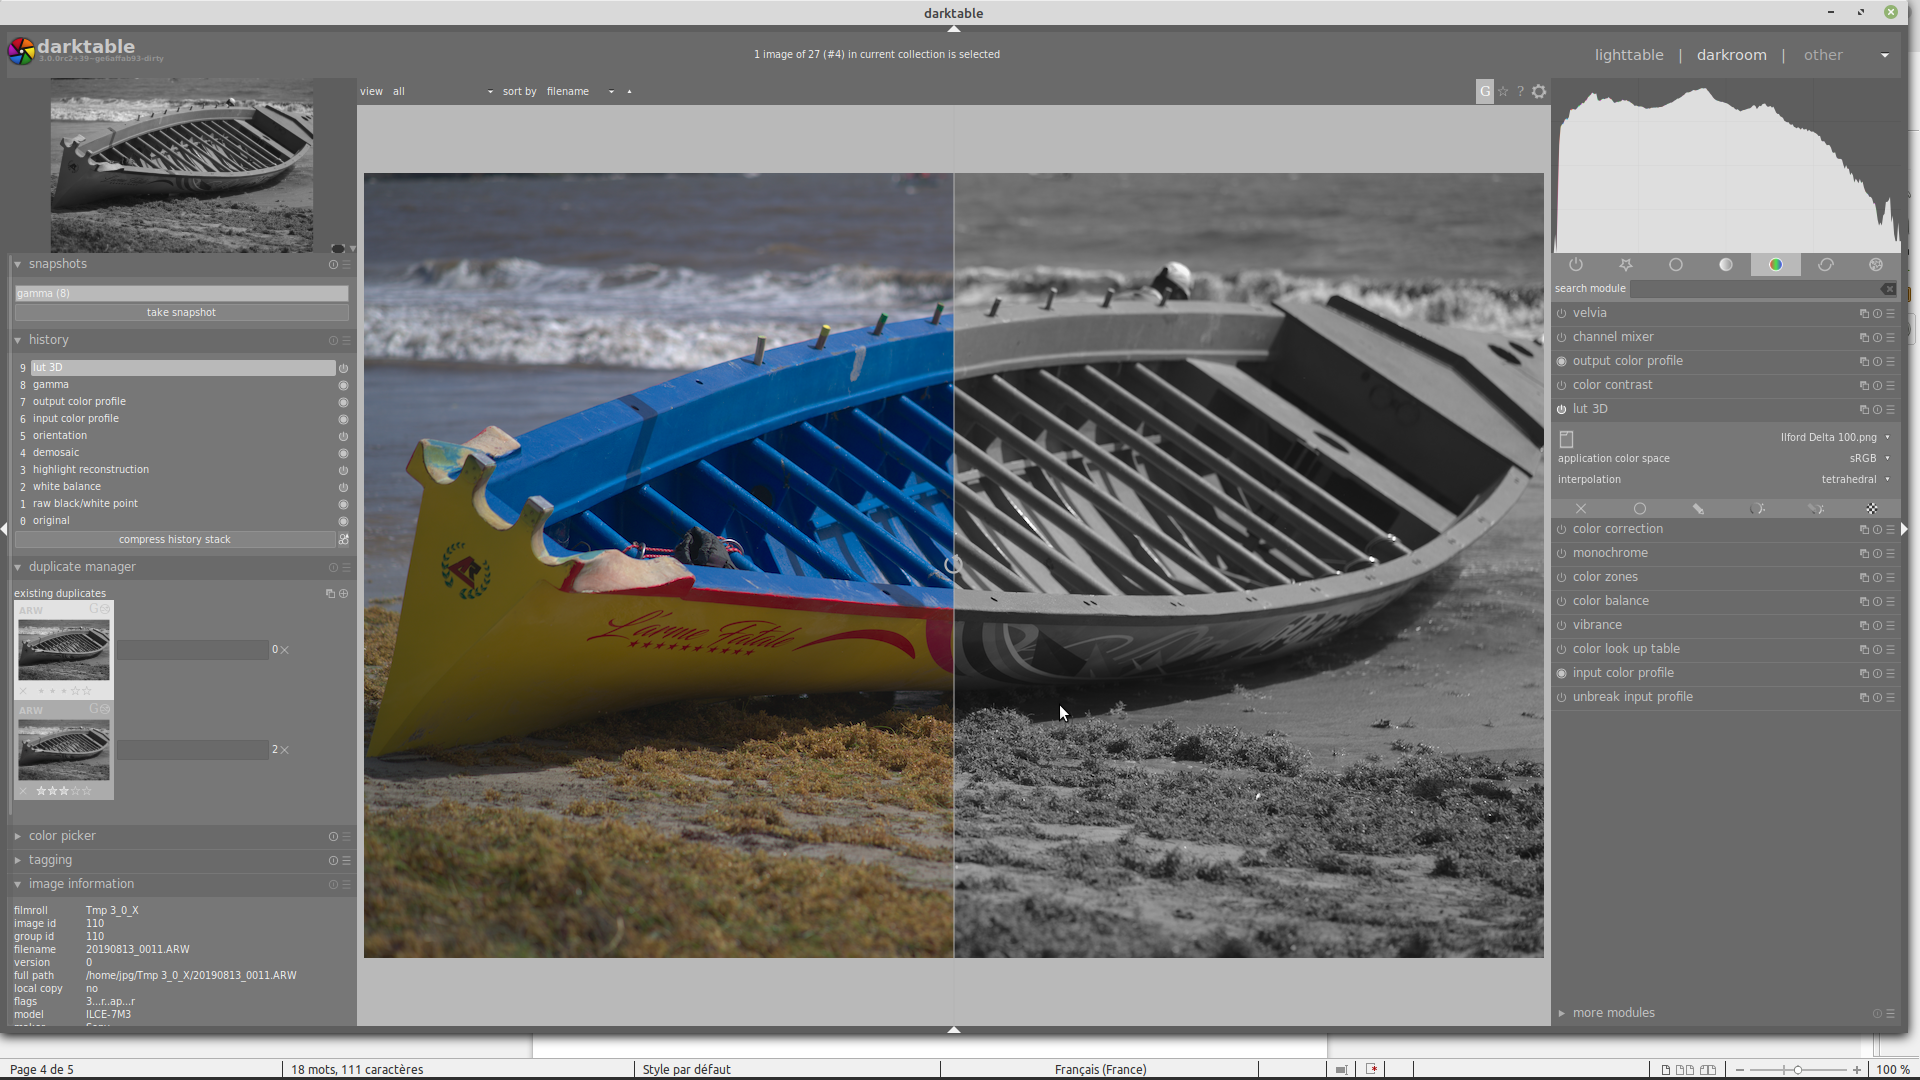 darktable
darktable
3.0.0rc2+39~ge6affab93-dirty
1 image of 27 (#4) in current collection is selected
lighttable | darkroom | other
view all sort by filename
G ☆ ?
snapshots
gamma (8)
take snapshot
history
9 lut 3D
8 gamma
7 output color profile
6 input color profile
5 orientation
4 demosaic
3 highlight reconstruction
2 white balance
1 raw black/white point
0 original
compress history stack
duplicate manager
existing duplicates
ARW G
0
ARW G
2
color picker
tagging
image information
filmroll Tmp 3_0_X
image id 110
group id 110
filename 20190813_0011.ARW
version 0
full path /home/jpg/Tmp 3_0_X/20190813_0011.ARW
local copy no
flags 3...r..ap...r
model ILCE-7M3
maker Sony
L'arme Fatale
search module
velvia
channel mixer
output color profile
color contrast
lut 3D
Ilford Delta 100.png
application color space sRGB
interpolation tetrahedral
color correction
monochrome
color zones
color balance
vibrance
color look up table
input color profile
unbreak input profile
more modules
Page 4 de 5
18 mots, 111 caractères
Style par défaut
Français (France)
100 %